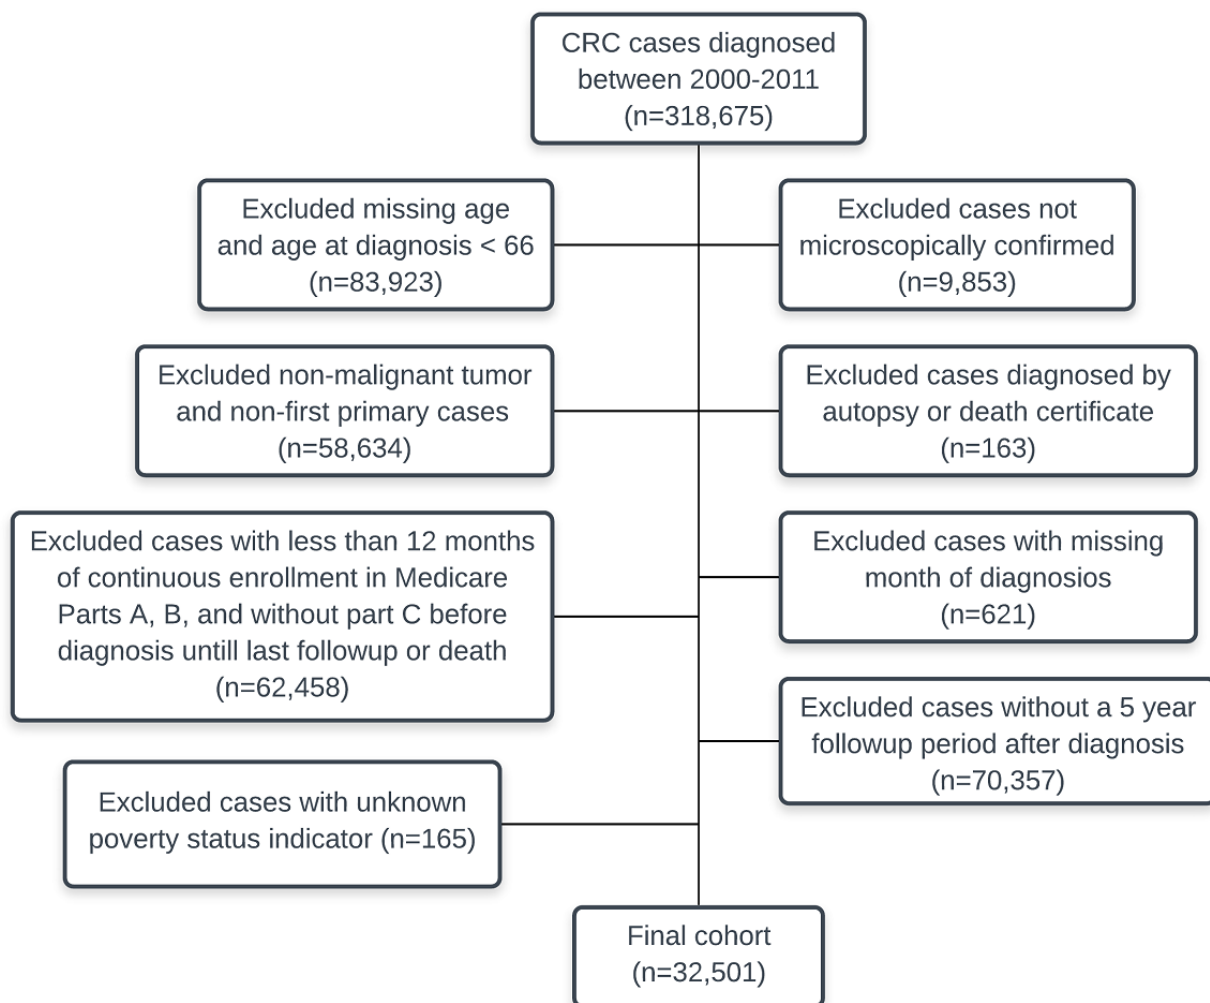 CRC cases diagnosed
between 2000-2011
(n=318,675)
Excluded missing age
and age at diagnosis < 66
(n=83,923)
Excluded cases not
microscopically confirmed
(n=9,853)
Excluded non-malignant tumor
and non-first primary cases
(n=58,634)
Excluded cases diagnosed by
autopsy or death certificate
(n=163)
Excluded cases with less than 12 months
of continuous enrollment in Medicare
Parts A, B, and without part C before
diagnosis untill last followup or death
(n=62,458)
Excluded cases with missing
month of diagnosios
(n=621)
Excluded cases without a 5 year
followup period after diagnosis
(n=70,357)
Excluded cases with unknown
poverty status indicator (n=165)
Final cohort
(n=32,501)